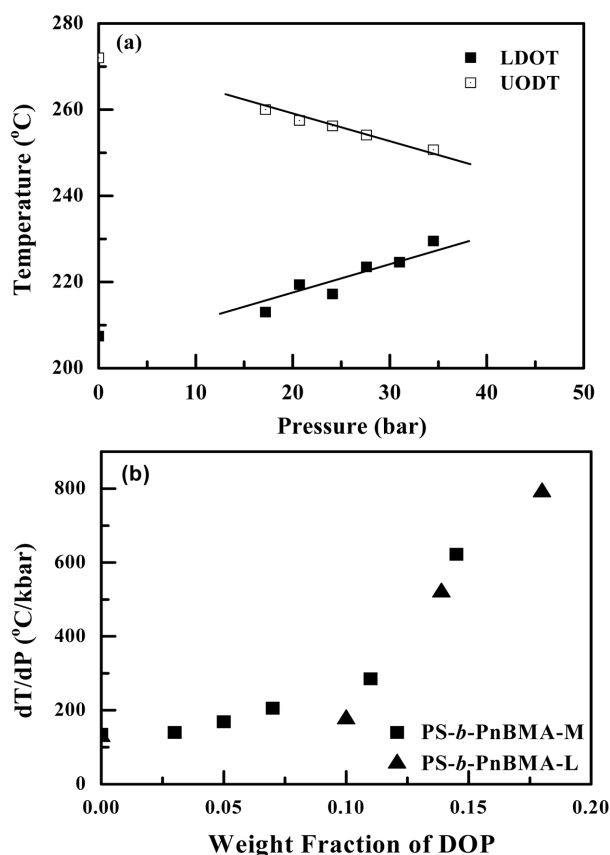 (a)
LDOT
UODT
280
260
240
220
200
Temperature (°C)
0
10
20
30
40
50
Pressure (bar)
(b)
800
600
400
200
0
dT/dP (°C/kbar)
PS-b-PnBMA-M
PS-b-PnBMA-L
0.00
0.05
0.10
0.15
0.20
Weight Fraction of DOP